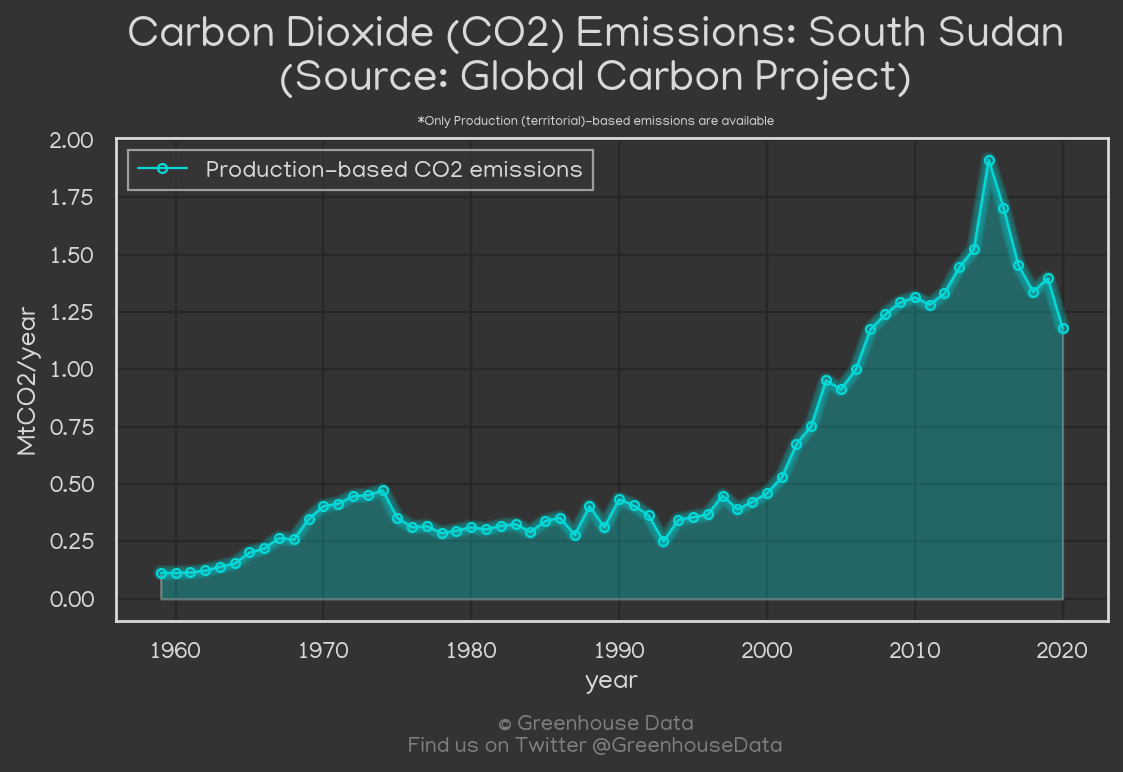 Carbon Dioxide (CO2) Emissions: South Sudan
(Source: Global Carbon Project)
*Only Production (territorial)-based emissions are available
Production-based CO2 emissions
MtCO2/year
2.00
1.75
1.50
1.25
1.00
0.75
0.50
0.25
0.00
1960 1970 1980 1990 2000 2010 2020
year
© Greenhouse Data
Find us on Twitter @GreenhouseData